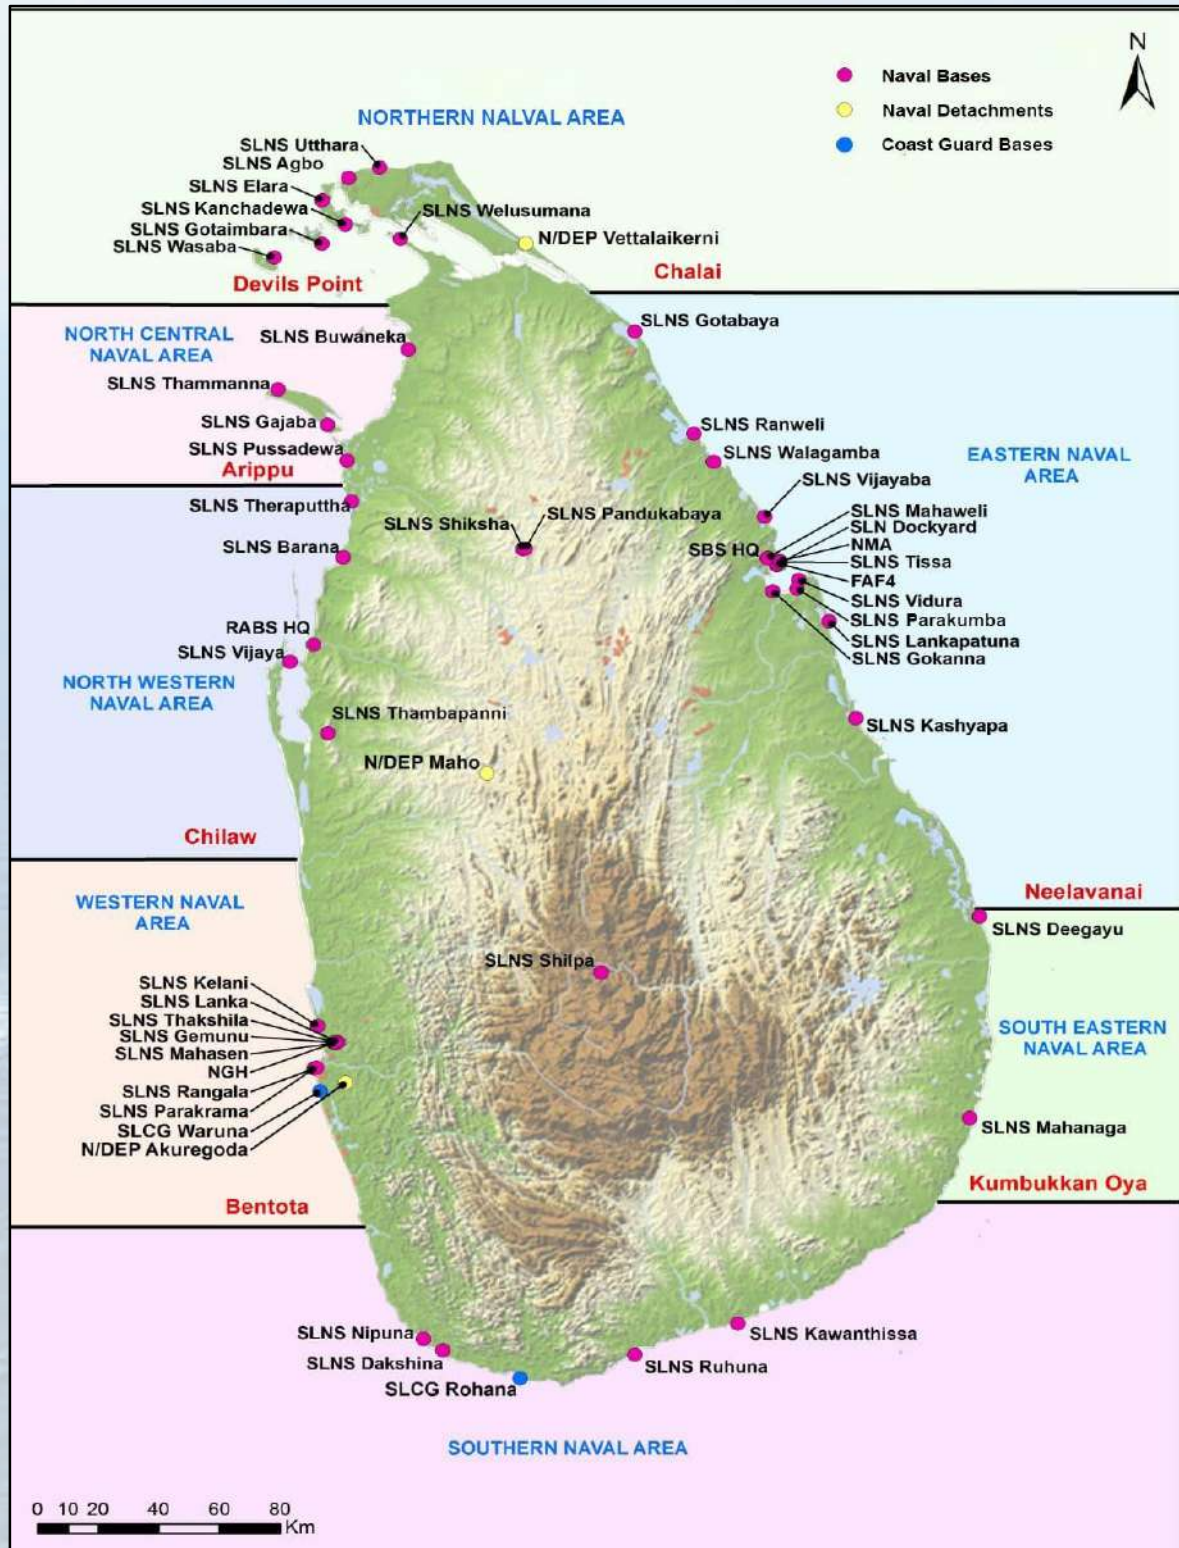 N
Naval Bases
Naval Detachments
Coast Guard Bases
NORTHERN NALVAL AREA
SLNS Utthara
SLNS Agbo
SLNS Elara
SLNS Kanchadewa
SLNS Gotaimbara
SLNS Wasaba
SLNS Welusumana
N/DEP Vettalaikerni
Devils Point
Chalai
NORTH CENTRAL
NAVAL AREA
SLNS Buwaneka
SLNS Thammanna
SLNS Gajaba
SLNS Pussadewa
Arippu
SLNS Gotabaya
SLNS Ranweli
SLNS Walagamba
EASTERN NAVAL
AREA
SLNS Vijayaba
SLNS Mahaweli
SLN Dockyard
SBS HQ
NMA
SLNS Tissa
FAF4
SLNS Vidura
SLNS Parakumba
SLNS Lankapatuna
SLNS Gokanna
SLNS Kashyapa
Neelavanai
SLNS Theraputtha
SLNS Shiksha
SLNS Pandukabaya
SLNS Barana
RABS HQ
SLNS Vijaya
NORTH WESTERN
NAVAL AREA
SLNS Thambapanni
N/DEP Maho
Chilaw
WESTERN NAVAL
AREA
SLNS Shilpa
SLNS Kelani
SLNS Lanka
SLNS Thakshila
SLNS Gemunu
SLNS Mahasen
NGH
SLNS Rangala
SLNS Parakrama
SLCG Waruna
N/DEP Akuregoda
Bentota
SLNS Deegayu
SOUTH EASTERN
NAVAL AREA
SLNS Mahanaga
Kumbukkan Oya
SLNS Nipuna
SLNS Dakshina
SLCG Rohana
SLNS Ruhuna
SLNS Kawanthissa
SOUTHERN NAVAL AREA
0 10 20 40 60 80
Km